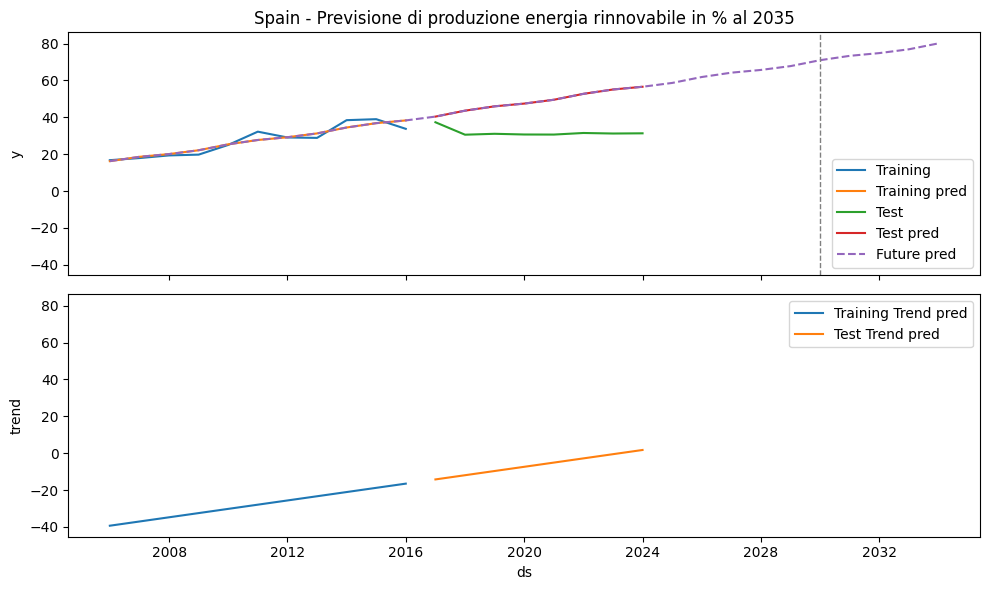 Spain - Previsione di produzione energia rinnovabile in % al 2035
80
60
40
20
0
−20
−40
y
Training
Training pred
Test
Test pred
Future pred
80
60
40
20
0
−20
−40
trend
Training Trend pred
Test Trend pred
2008 2012 2016 2020 2024 2028 2032
ds